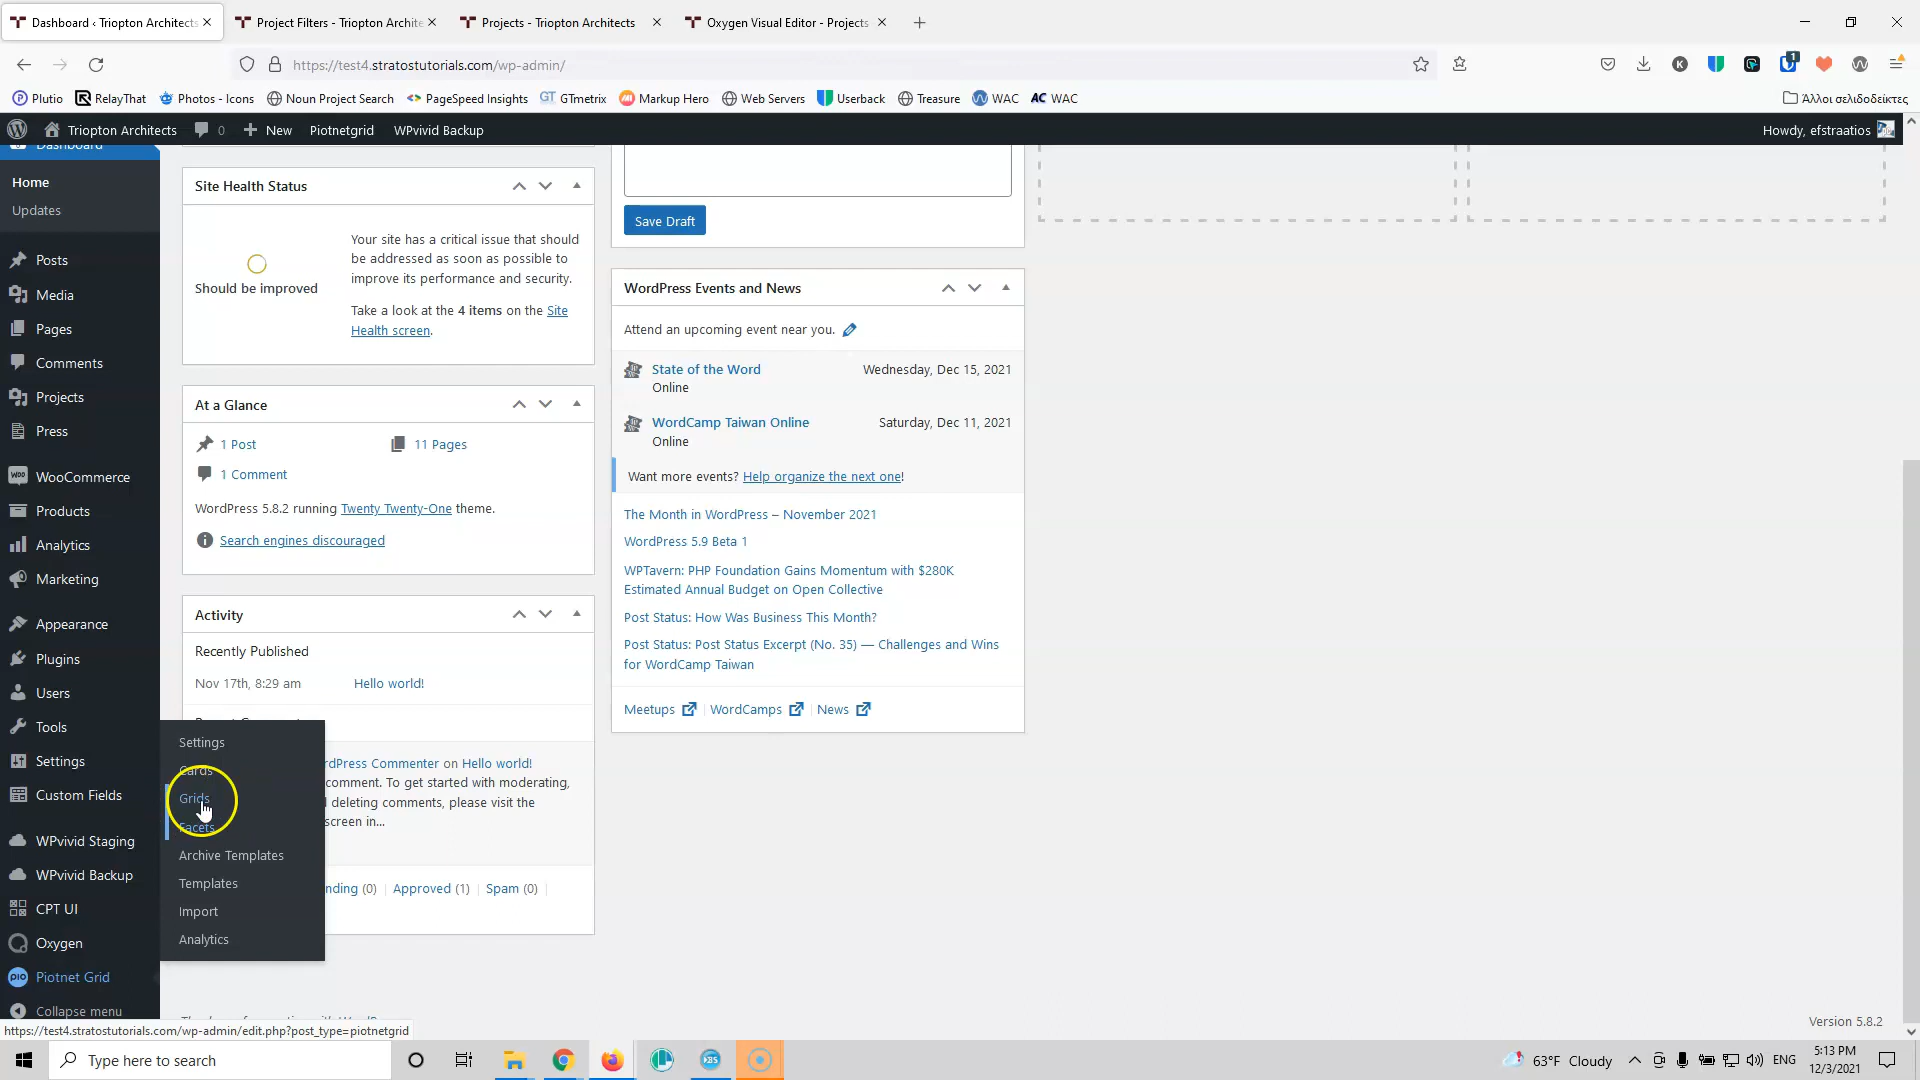 Dashboard ‹ Triopton Architects
Project Filters - Triopton Archite
Projects - Triopton Architects
Oxygen Visual Editor - Projects
https://test4.stratostutorials.com/wp-admin/
Plutio
RelayThat
Photos - Icons
Noun Project Search
PageSpeed Insights
GTmetrix
Markup Hero
Web Servers
Userback
Treasure
WAC
WAC
Άλλοι σελιδοδείκτες
Triopton Architects
0
New
Piotnetgrid
WPvivid Backup
Howdy, efstraatios
Dashboard
Home
Updates
Posts
Media
Pages
Comments
Projects
Press
WooCommerce
Products
Analytics
Marketing
Appearance
Plugins
Users
Tools
Settings
Custom Fields
WPvivid Staging
WPvivid Backup
CPT UI
Oxygen
Piotnet Grid
Collapse menu
Settings
Cards
Grids
Facets
Archive Templates
Templates
Import
Analytics
Site Health Status
Should be improved
Your site has a critical issue that should
be addressed as soon as possible to
improve its performance and security.
Take a look at the 4 items on the Site
Health screen.
At a Glance
1 Post
11 Pages
1 Comment
WordPress 5.8.2 running Twenty Twenty-One theme.
Search engines discouraged
Activity
Recently Published
Nov 17th, 8:29 am
Hello world!
rdPress Commenter on Hello world!
comment. To get started with moderating,
deleting comments, please visit the
screen in...
nding (0) | Approved (1) | Spam (0) |
Save Draft
WordPress Events and News
Attend an upcoming event near you.
State of the Word
Wednesday, Dec 15, 2021
Online
WordCamp Taiwan Online
Saturday, Dec 11, 2021
Online
Want more events? Help organize the next one!
The Month in WordPress – November 2021
WordPress 5.9 Beta 1
WPTavern: PHP Foundation Gains Momentum with $280K
Estimated Annual Budget on Open Collective
Post Status: How Was Business This Month?
Post Status: Post Status Excerpt (No. 35) — Challenges and Wins
for WordCamp Taiwan
Meetups | WordCamps | News
Version 5.8.2
https://test4.stratostutorials.com/wp-admin/edit.php?post_type=piotnetgrid
Type here to search
63°F Cloudy
ENG
5:13 PM
12/3/2021